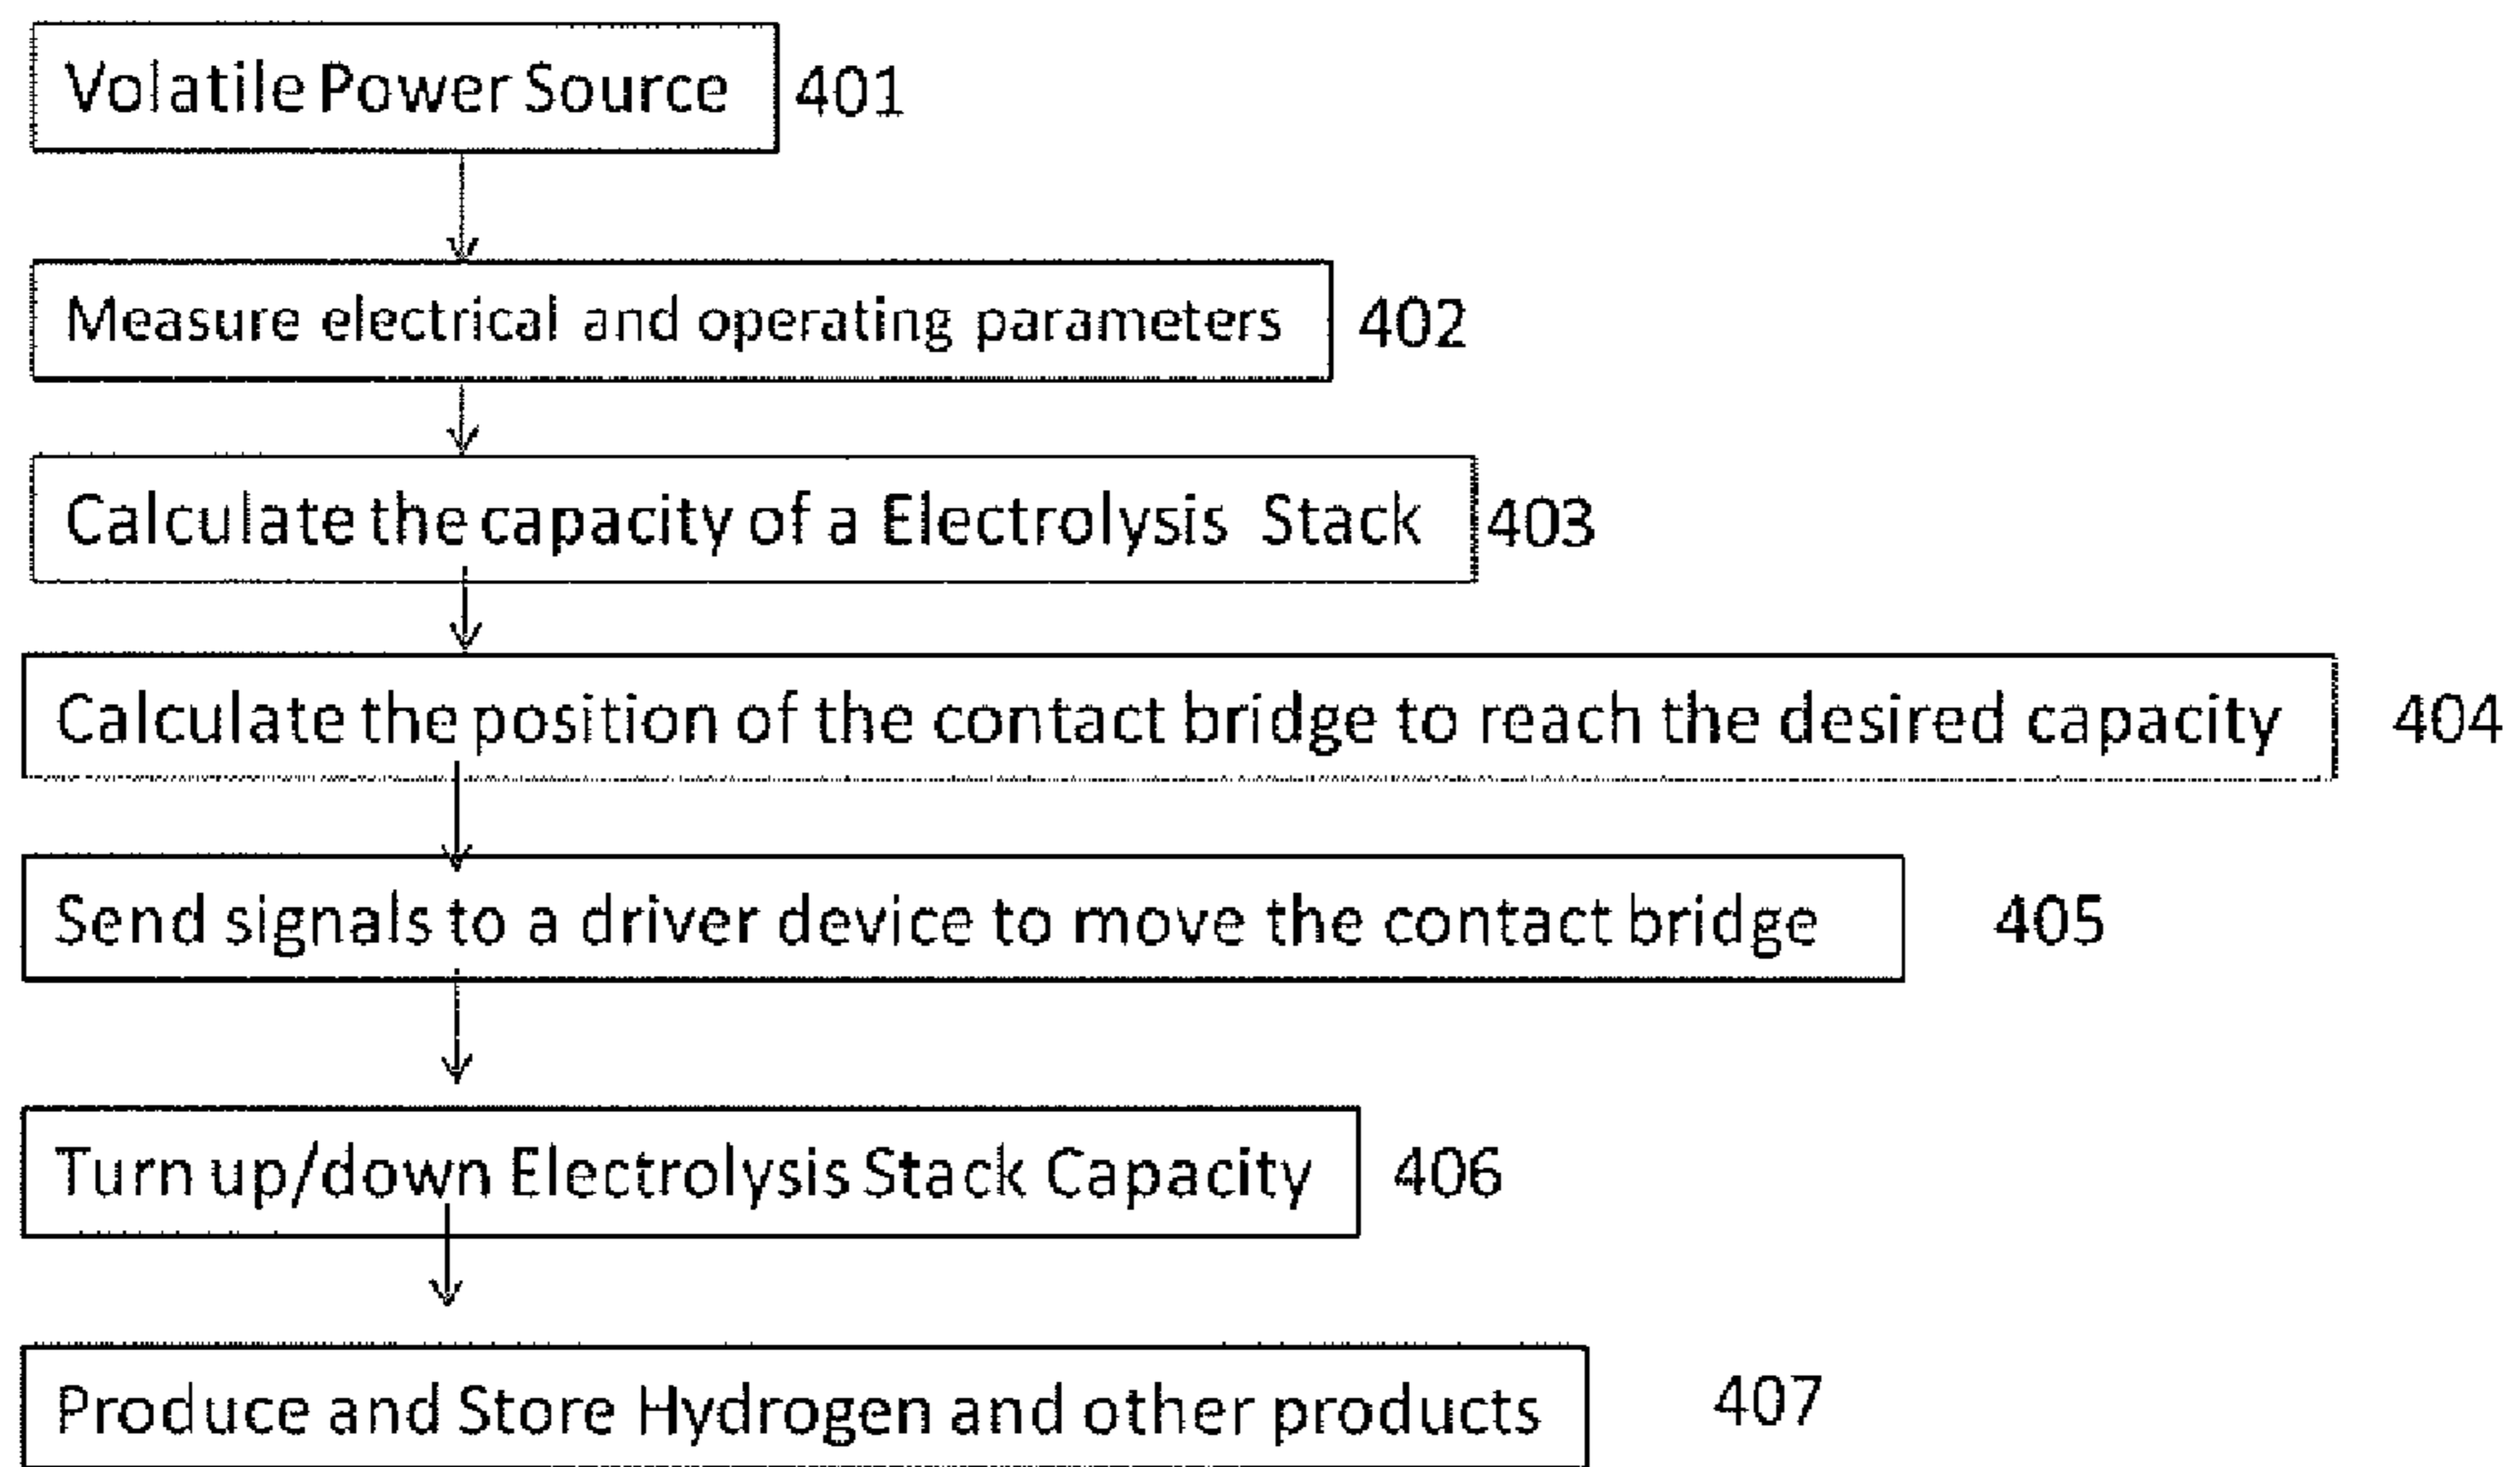 Volatile Power Source 401
Measure electrical and operating parameters 402
Calculate the capacity of a Electrolysis Stack 403
Calculate the position of the contact bridge to reach the desired capacity 404
Send signals to a driver device to move the contact bridge 405
Turn up/down Electrolysis Stack Capacity 406
Produce and Store Hydrogen and other products 407